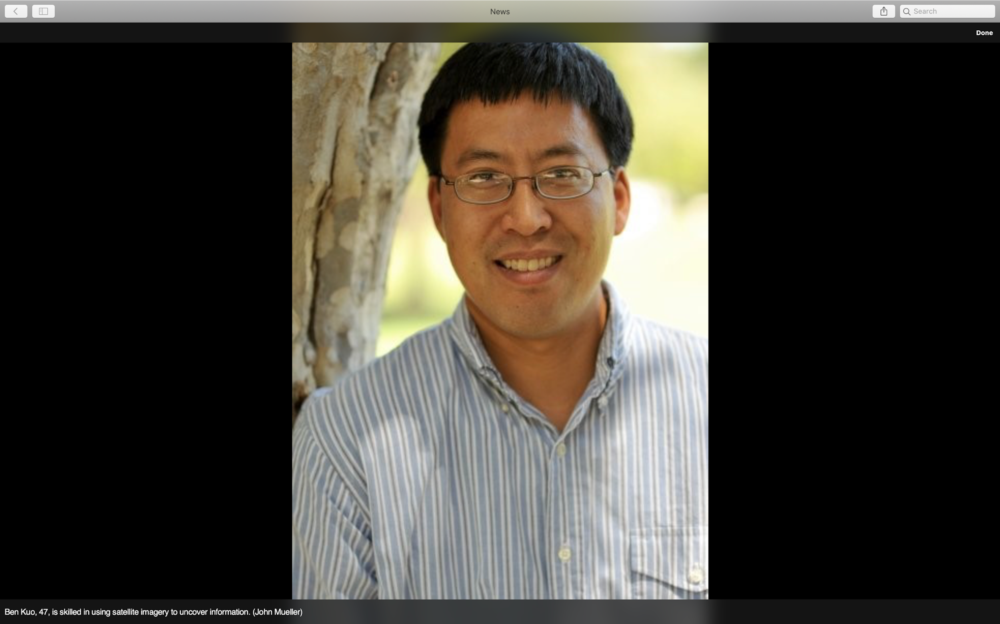 News
Search
Done
Ben Kuo, 47, is skilled in using satellite imagery to uncover information. (John Mueller)